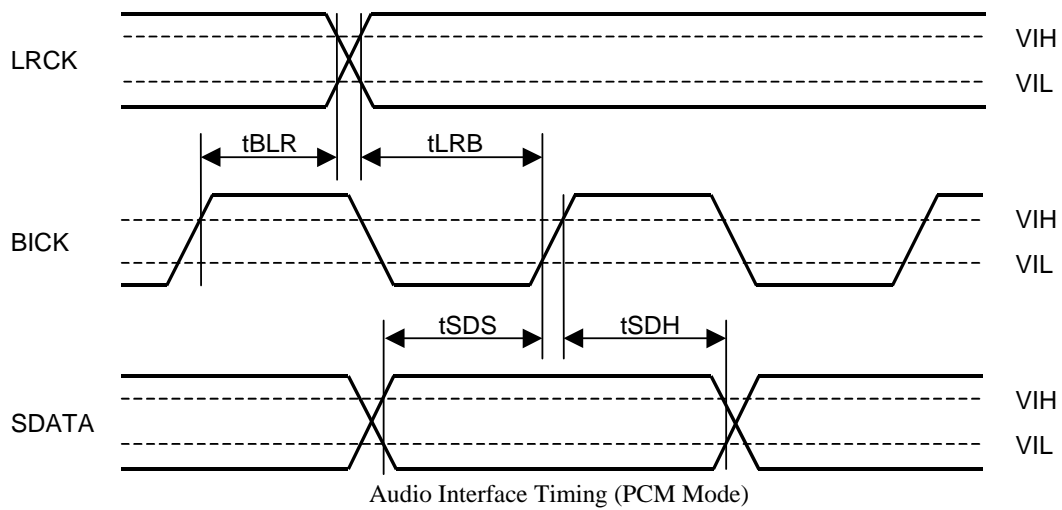 LRCK
VIH
VIL
tBLR
tLRB
BICK
VIH
VIL
tSDS
tSDH
SDATA
VIH
VIL
Audio Interface Timing (PCM Mode)